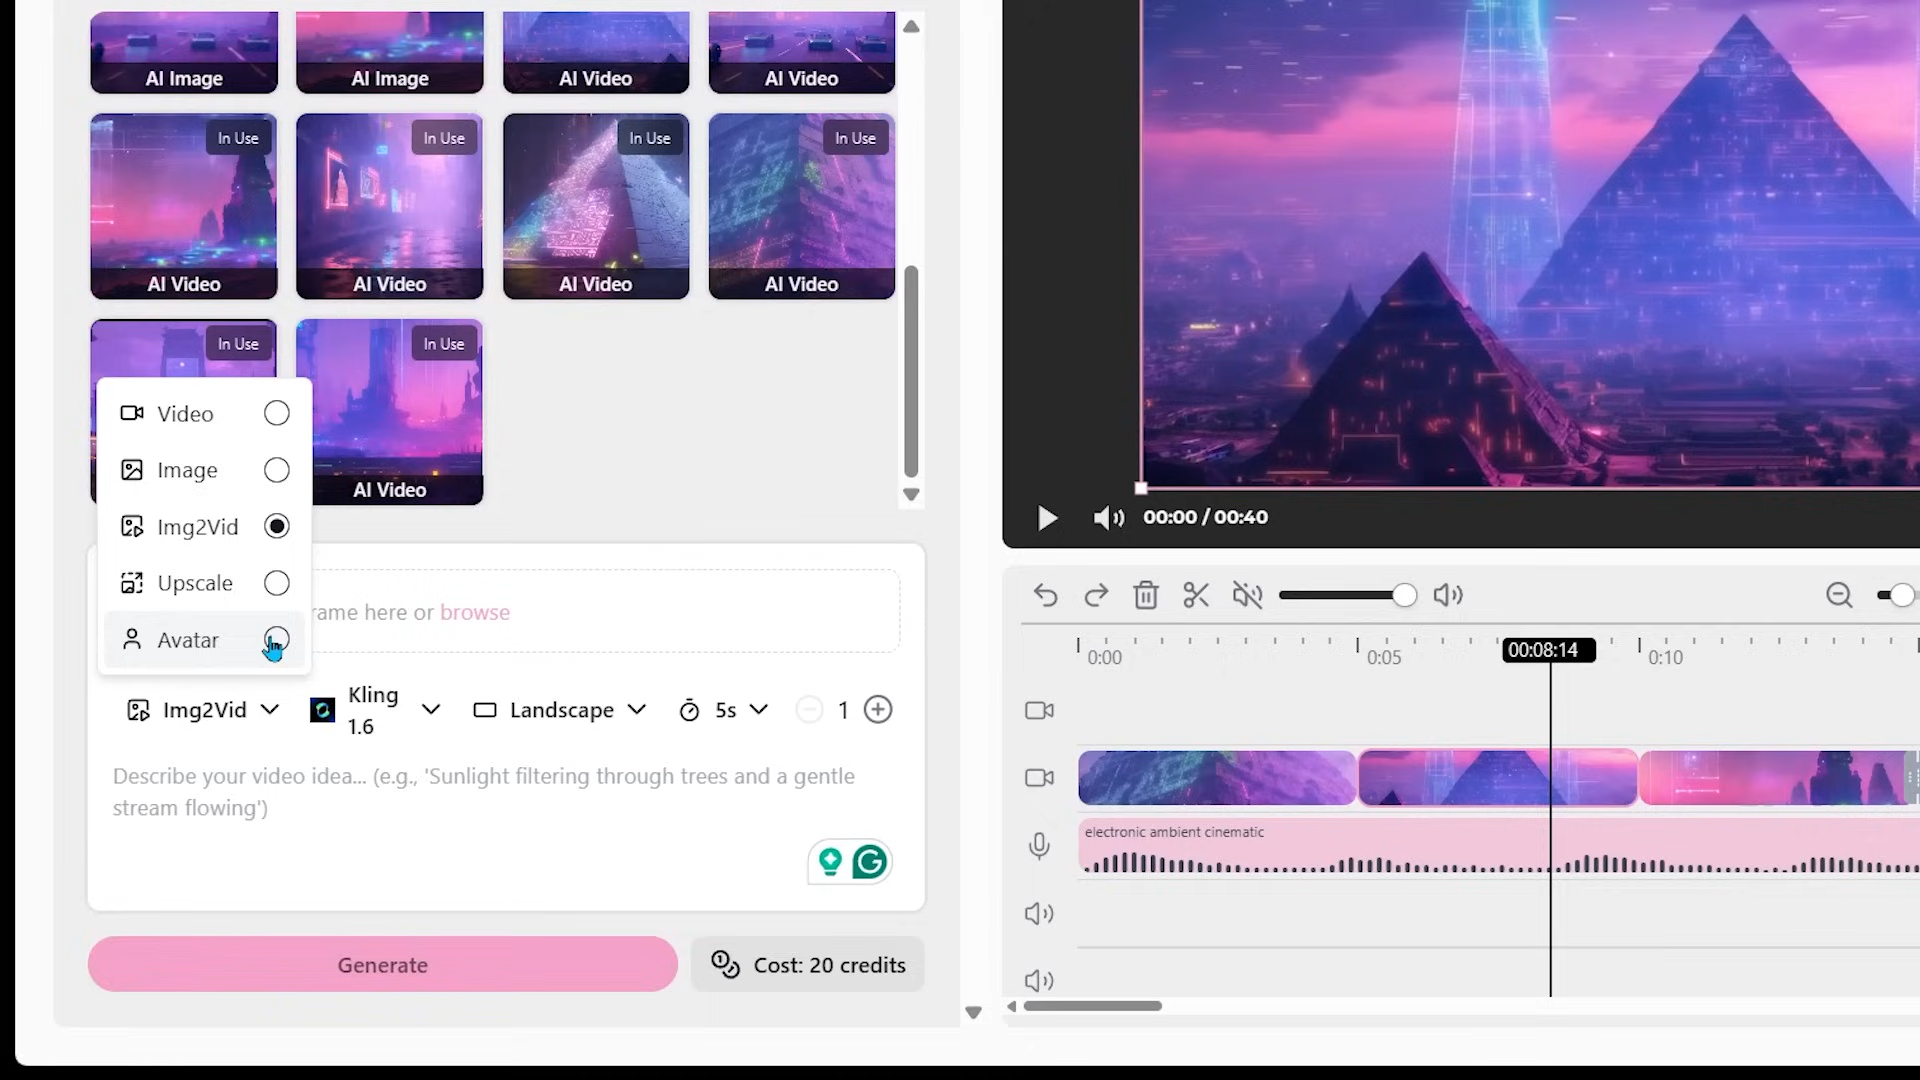 AI Image
AI Image
AI Video
AI Video
In Use
In Use
In Use
In Use
AI Video
AI Video
AI Video
AI Video
In Use
In Use
AI Video
Video
Image
Img2Vid
Upscale
Avatar
rame here or browse
Img2Vid
Kling
1.6
Landscape
5s
1
Describe your video idea... (e.g., 'Sunlight filtering through trees and a gentle
stream flowing')
Generate
Cost: 20 credits
00:00 / 00:40
0:00
0:05
00:08:14
0:10
electronic ambient cinematic